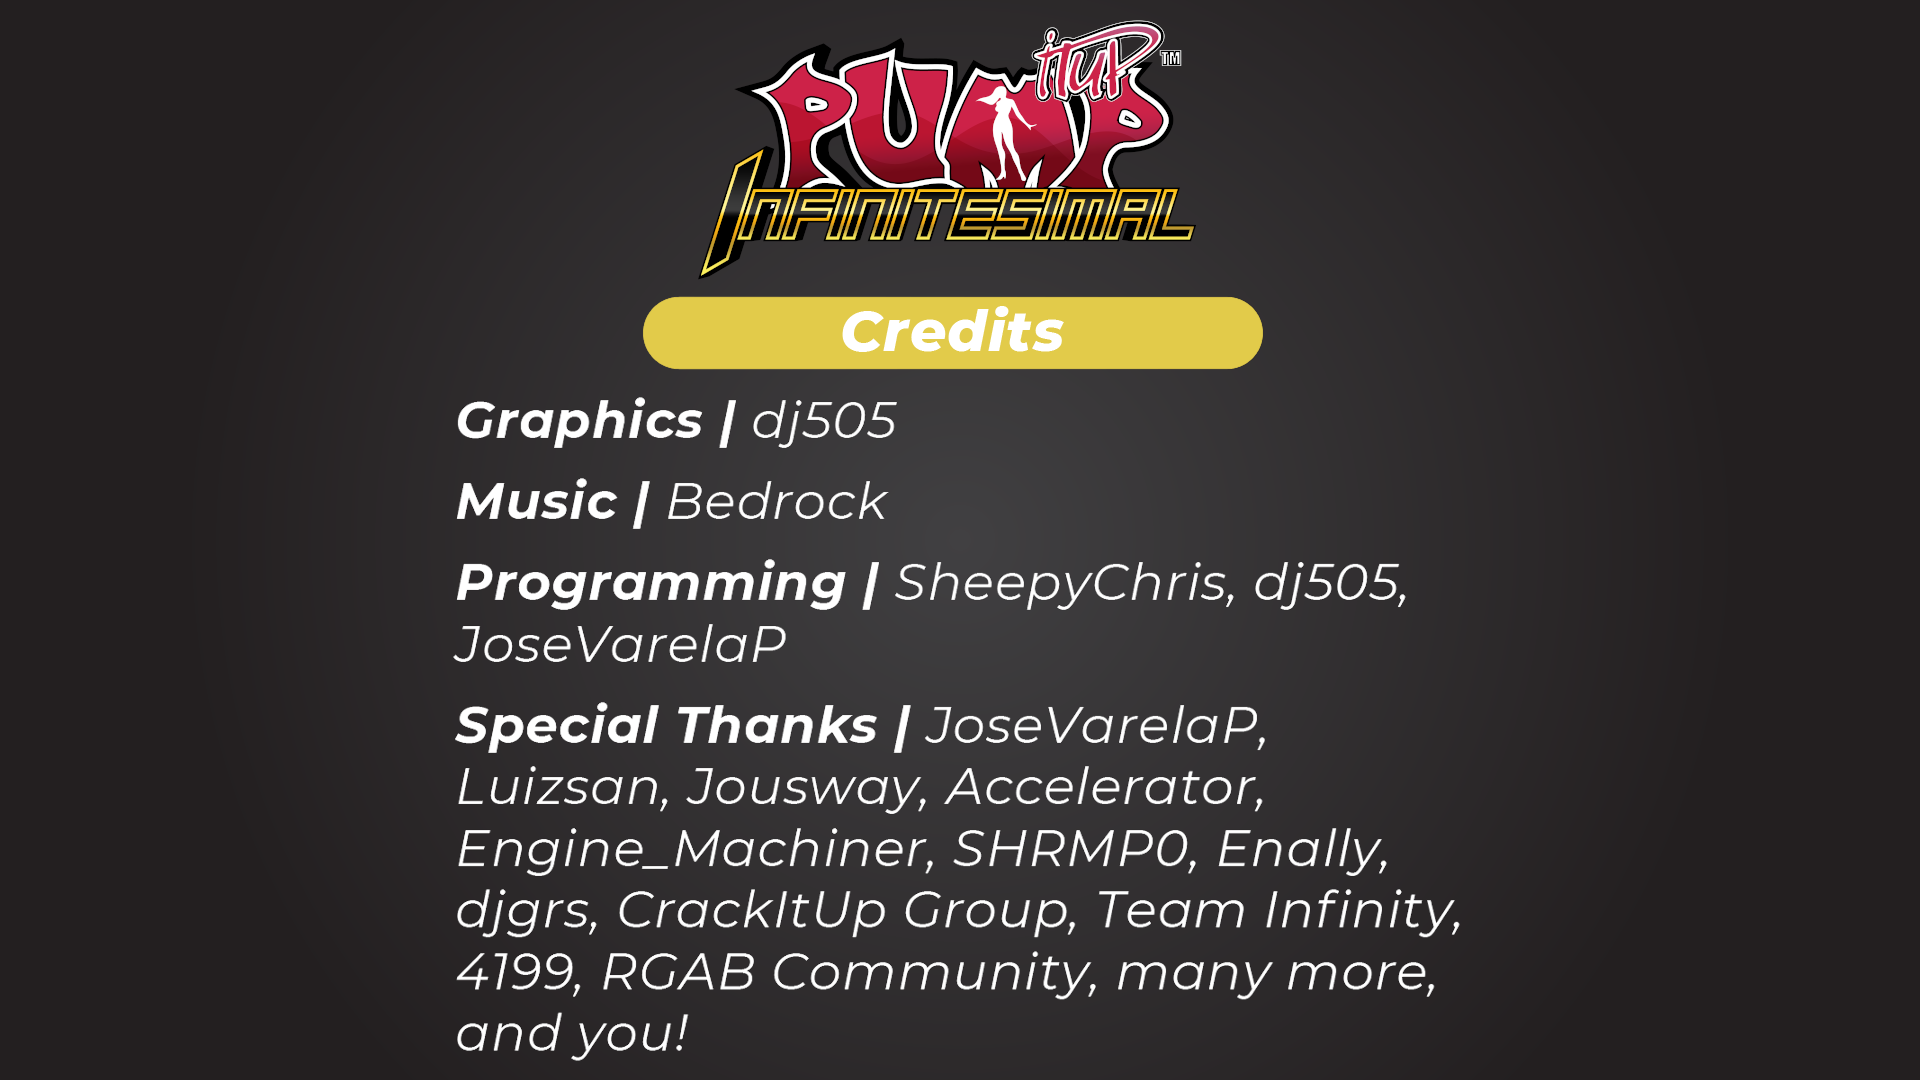 PUMP
iTUP
TM
INFINITESIMAL
Credits
Graphics | dj505
Music | Bedrock
Programming | SheepyChris, dj505,
JoseVarelaP
Special Thanks | JoseVarelaP,
Luizsan, Jousway, Accelerator,
Engine_Machiner, SHRMP0, Enally,
djgrs, CrackItUp Group, Team Infinity,
4199, RGAB Community, many more,
and you!